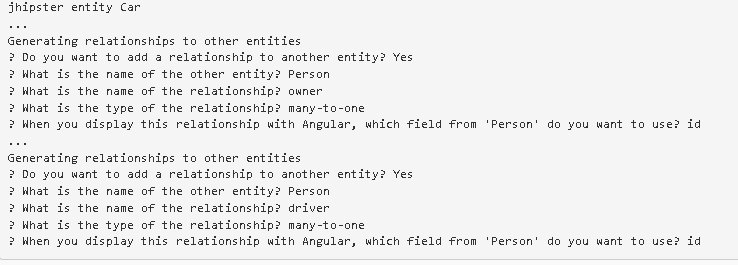 jhipster entity Car
...
Generating relationships to other entities
? Do you want to add a relationship to another entity? Yes
? What is the name of the other entity? Person
? What is the name of the relationship? owner
? What is the type of the relationship? many-to-one
? When you display this relationship with Angular, which field from 'Person' do you want to use? id
...
Generating relationships to other entities
? Do you want to add a relationship to another entity? Yes
? What is the name of the other entity? Person
? What is the name of the relationship? driver
? What is the type of the relationship? many-to-one
? When you display this relationship with Angular, which field from 'Person' do you want to use? id